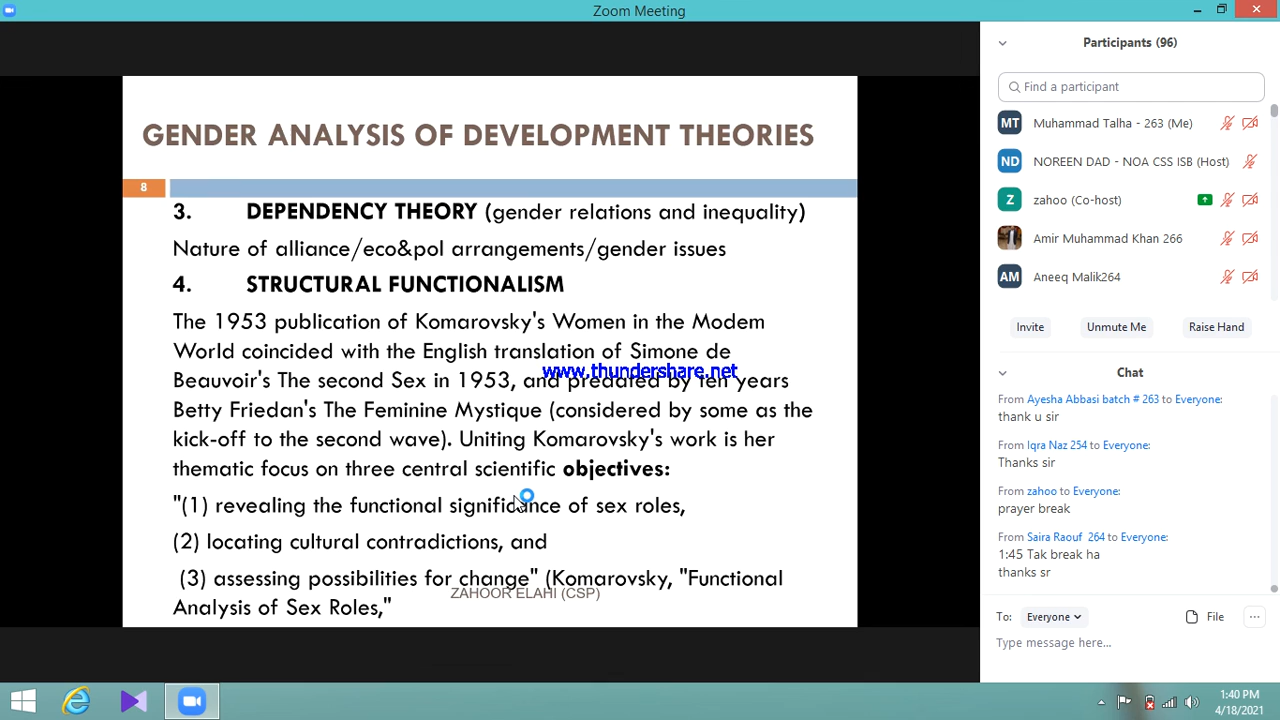 Zoom Meeting
GENDER ANALYSIS OF DEVELOPMENT THEORIES
8
3. DEPENDENCY THEORY (gender relations and inequality)
Nature of alliance/eco&pol arrangements/gender issues
4. STRUCTURAL FUNCTIONALISM
The 1953 publication of Komarovsky's Women in the Modem
World coincided with the English translation of Simone de
www.thundershare.net
Beauvoir's The second Sex in 1953, and predated by ten years
Betty Friedan's The Feminine Mystique (considered by some as the
kick-off to the second wave). Uniting Komarovsky's work is her
thematic focus on three central scientific objectives:
"(1) revealing the functional significance of sex roles,
(2) locating cultural contradictions, and
(3) assessing possibilities for change" (Komarovsky, "Functional
ZAHOOR ELAHI (CSP)
Analysis of Sex Roles,"
Participants (96)
Find a participant
MT Muhammad Talha - 263 (Me)
ND NOREEN DAD - NOA CSS ISB (Host)
Z zahoo (Co-host)
Amir Muhammad Khan 266
AM Aneeq Malik264
Invite Unmute Me Raise Hand
Chat
From Ayesha Abbasi batch # 263 to Everyone:
thank u sir
From Iqra Naz 254 to Everyone:
Thanks sir
From zahoo to Everyone:
prayer break
From Saira Raouf 264 to Everyone:
1:45 Tak break ha
thanks sr
To: Everyone File ...
Type message here...
1:40 PM
4/18/2021